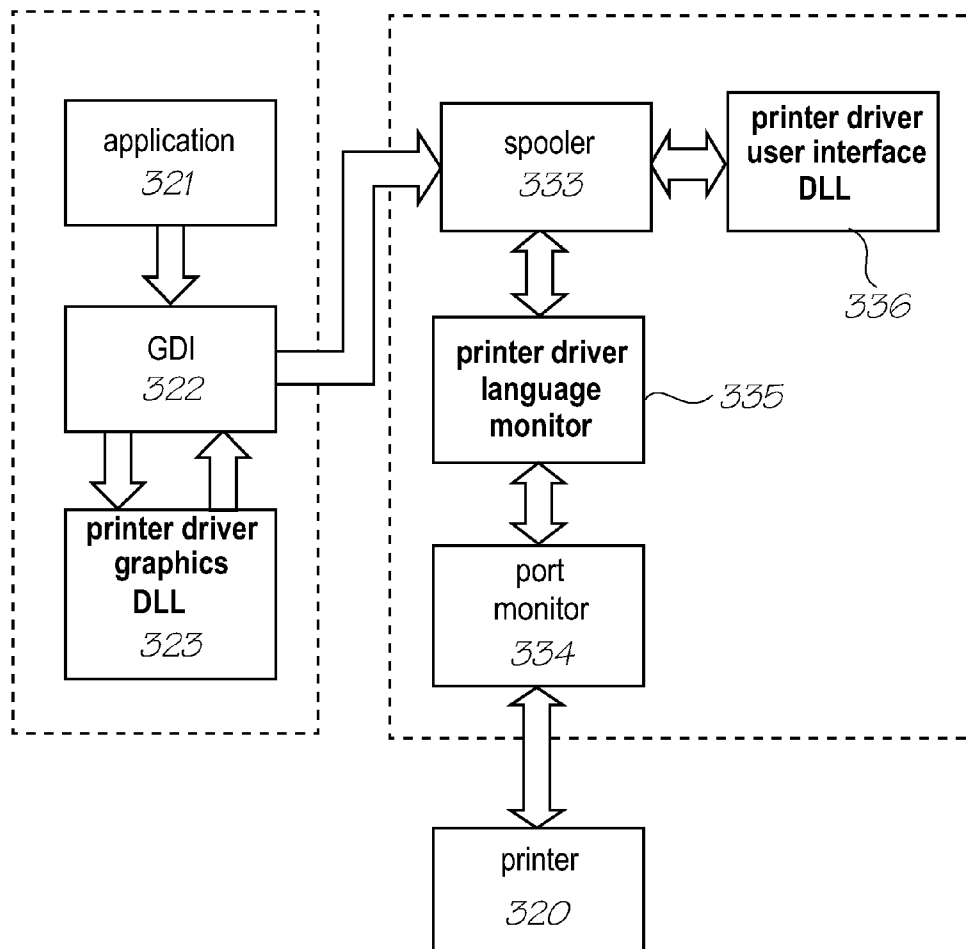 application
321
GDI
322
printer driver
graphics
DLL
323
spooler
333
printer driver
user interface
DLL
336
printer driver
language
monitor
335
port
monitor
334
printer
320